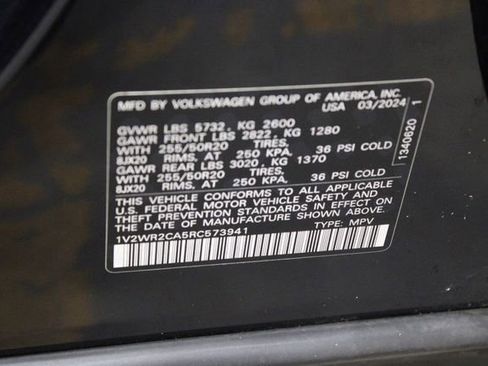 MFD BY VOLKSWAGEN GROUP OF AMERICA, INC.
USA 03/2024
GVWR LBS 5732, KG 2600
GAWR FRONT LBS 2822, KG 1280
WITH 255/50R20 TIRES,
8JX20 RIMS, AT 250 KPA. 36 PSI COLD
GAWR REAR LBS 3020, KG 1370
WITH 255/50R20 TIRES,
8JX20 RIMS, AT 250 KPA. 36 PSI COLD
THIS VEHICLE CONFORMS TO ALL APPLICABLE
U.S. FEDERAL MOTOR VEHICLE SAFETY AND
THEFT PREVENTION STANDARDS IN EFFECT ON
THE DATE OF MANUFACTURE SHOWN ABOVE.
1V2WR2CA5RC573941 TYPE: MPV
1340620 1